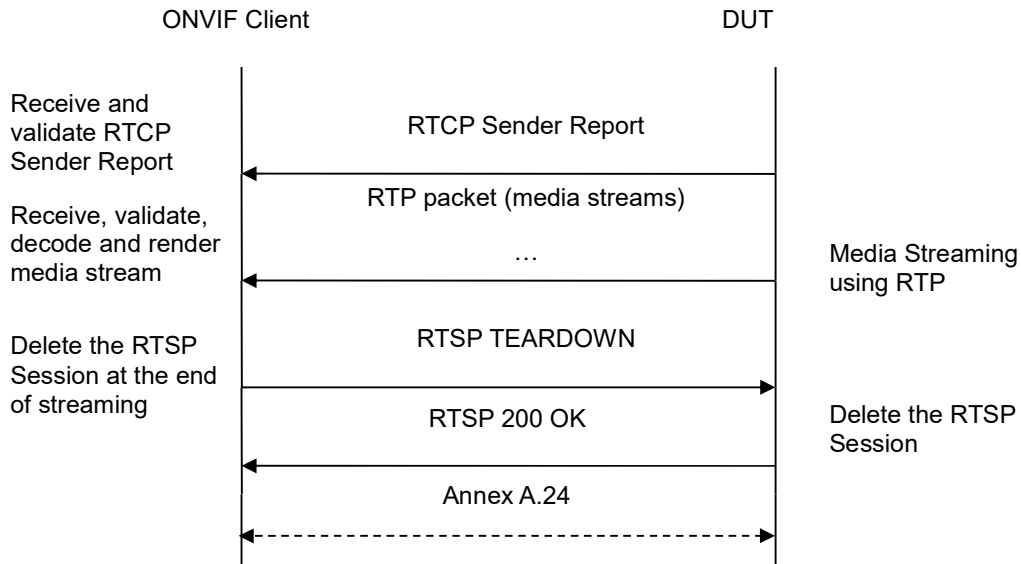 ONVIF Client
DUT
Receive and
validate RTCP
Sender Report
RTCP Sender Report
RTP packet (media streams)
Receive, validate,
decode and render
media stream
…
Media Streaming
using RTP
RTSP TEARDOWN
Delete the RTSP
Session at the end
of streaming
RTSP 200 OK
Delete the RTSP
Session
Annex A.24